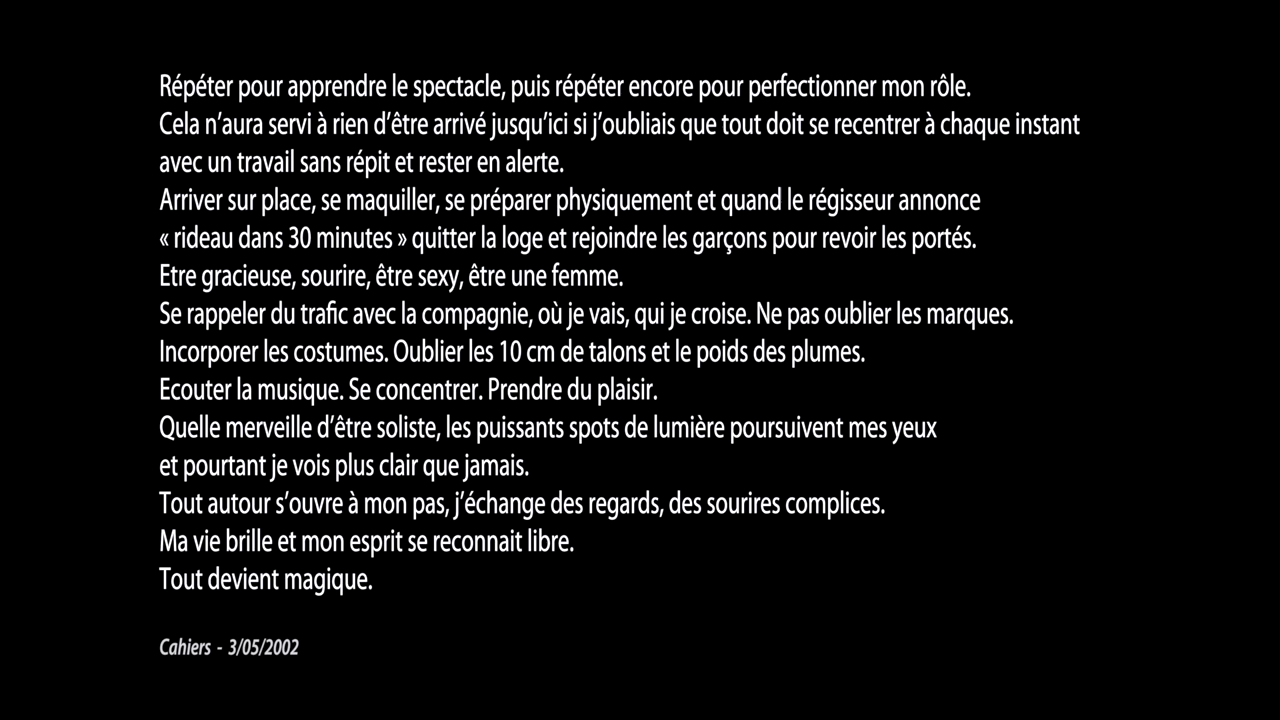 Répéter pour apprendre le spectacle, puis répéter encore pour perfectionner mon rôle.
Cela n’aura servi à rien d’être arrivé jusqu’ici si j’oubliais que tout doit se recentrer à chaque instant
avec un travail sans répit et rester en alerte.
Arriver sur place, se maquiller, se préparer physiquement et quand le régisseur annonce
« rideau dans 30 minutes » quitter la loge et rejoindre les garçons pour revoir les portés.
Etre gracieuse, sourire, être sexy, être une femme.
Se rappeler du trafic avec la compagnie, où je vais, qui je croise. Ne pas oublier les marques.
Incorporer les costumes. Oublier les 10 cm de talons et le poids des plumes.
Ecouter la musique. Se concentrer. Prendre du plaisir.
Quelle merveille d’être soliste, les puissants spots de lumière poursuivent mes yeux
et pourtant je vois plus clair que jamais.
Tout autour s’ouvre à mon pas, j’échange des regards, des sourires complices.
Ma vie brille et mon esprit se reconnait libre.
Tout devient magique.
Cahiers - 3/05/2002